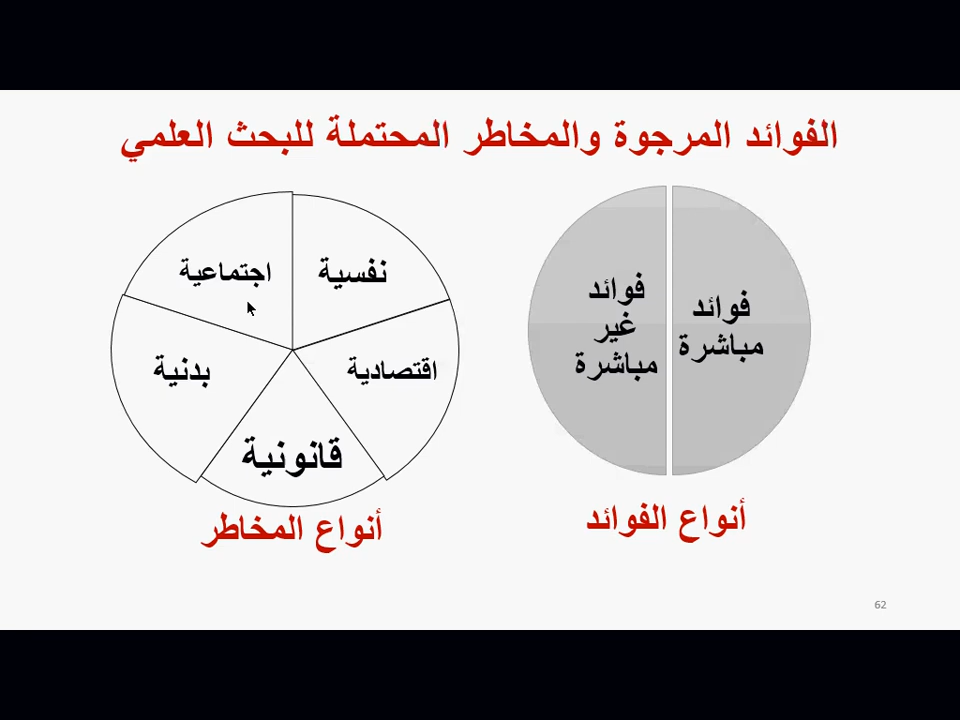 الفوائد المرجوة والمخاطر المحتملة للبحث العلمي
فوائد
مباشرة
فوائد
غير
مباشرة
أنواع الفوائد
نفسية
اجتماعية
اقتصادية
بدنية
قانونية
أنواع المخاطر
62